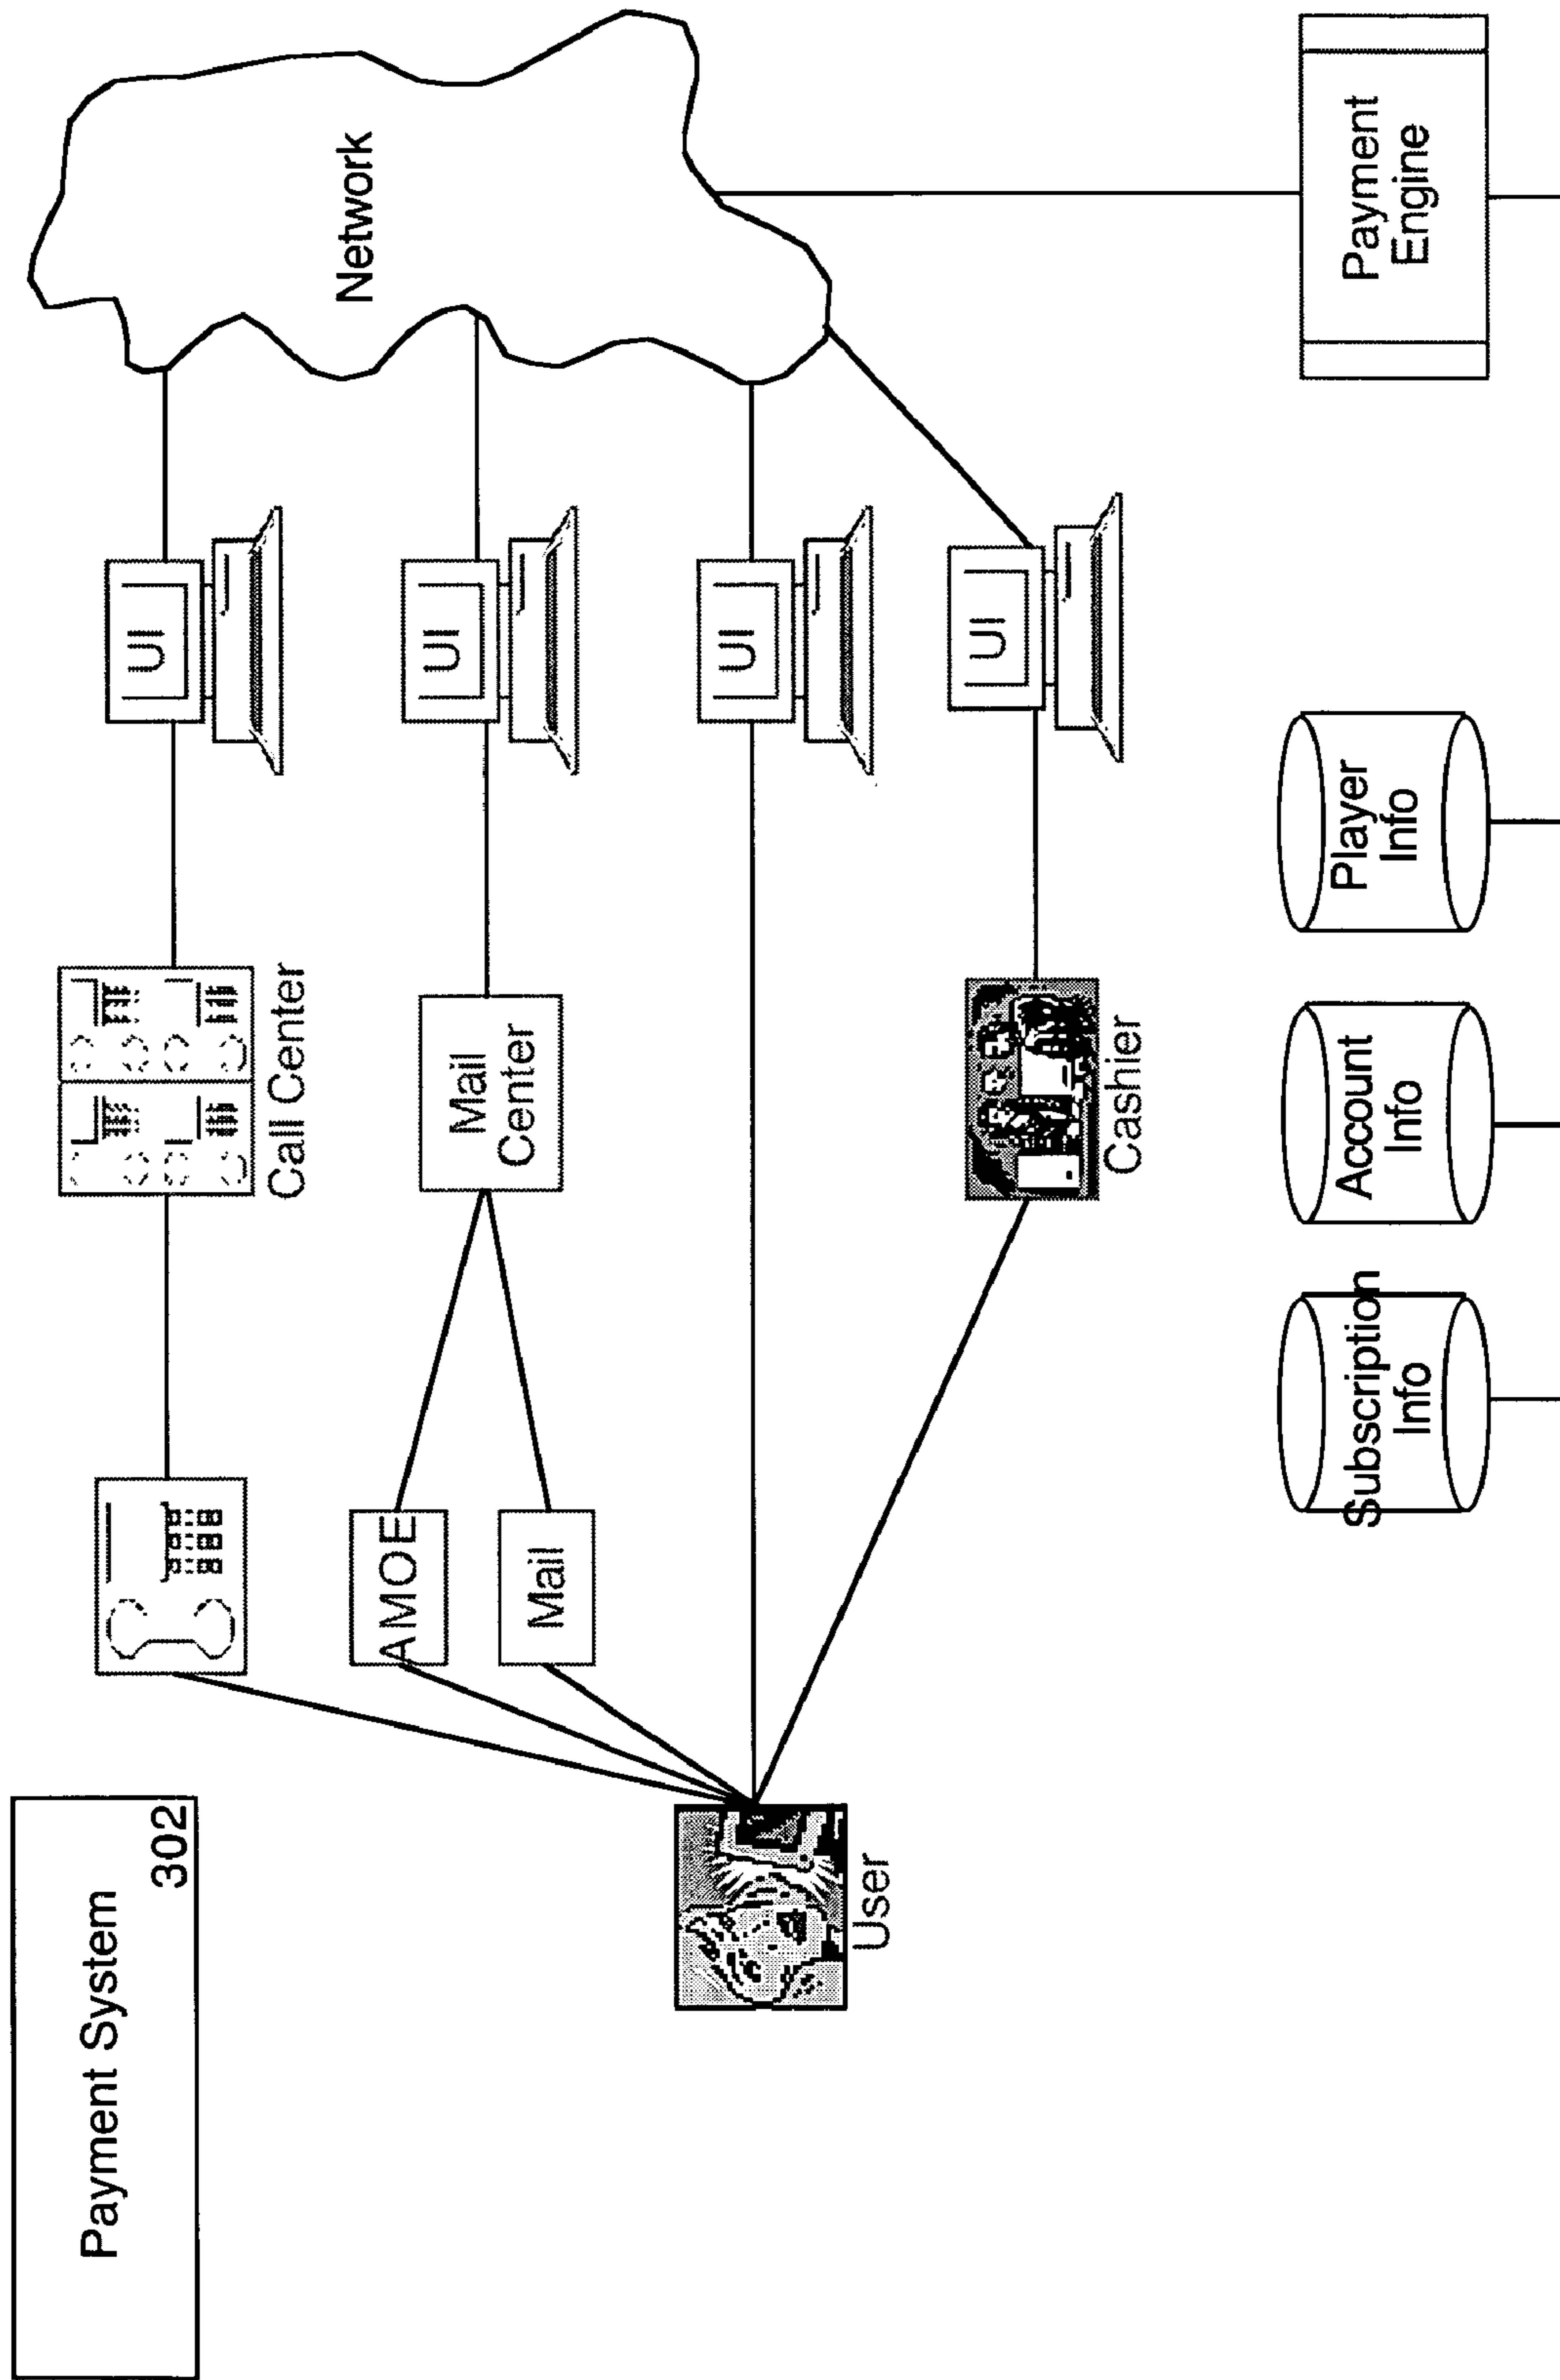 Payment System
302
User
AMOE
Mail
Call Center
Mail
Center
Cashier
UI
UI
UI
UI
Network
Subscription
Info
Account
Info
Player
Info
Payment
Engine